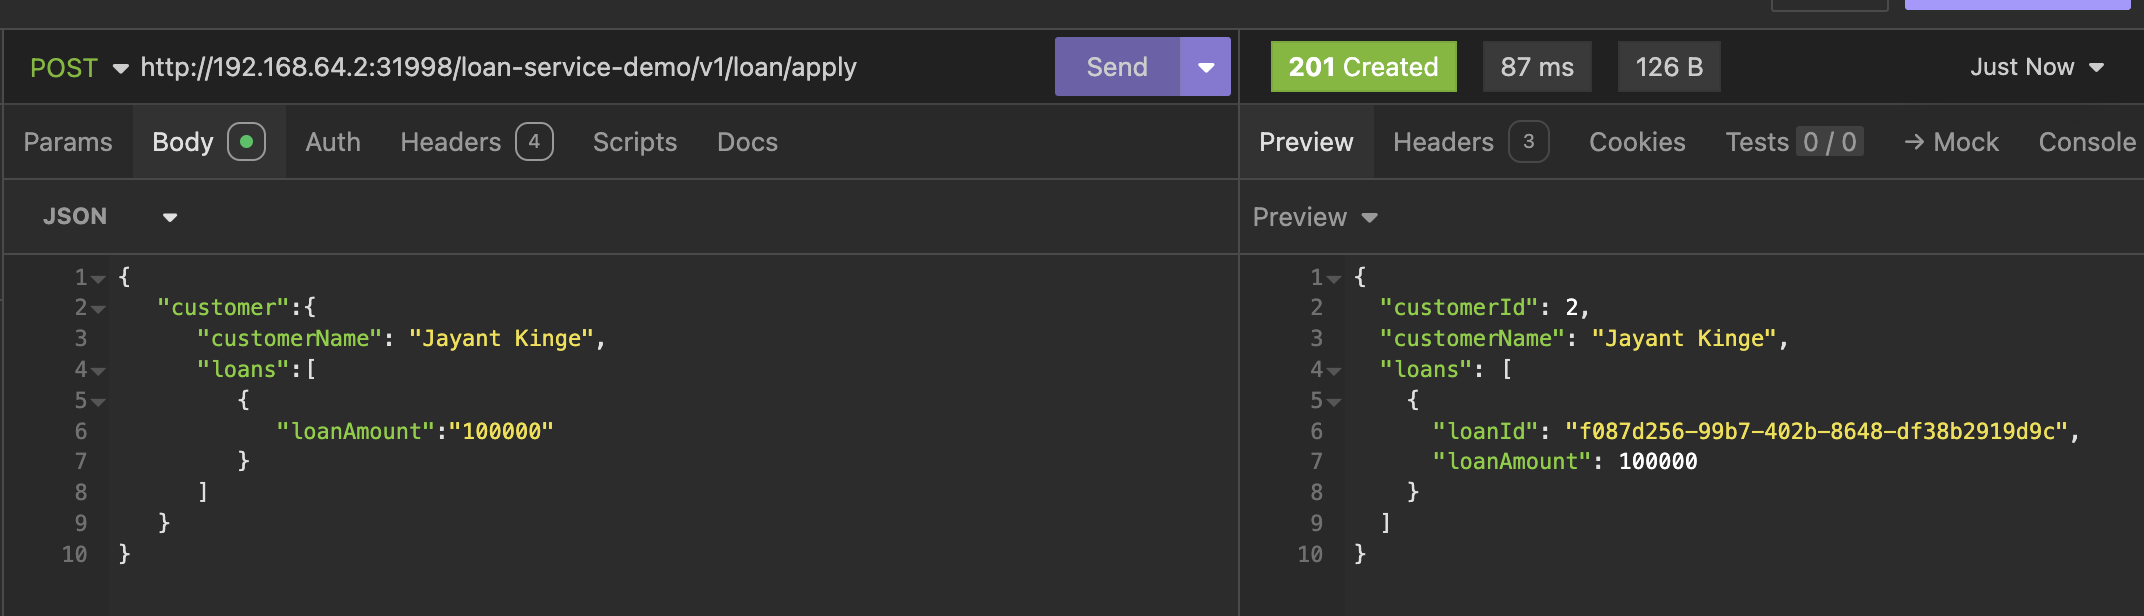 POST http://192.168.64.2:31998/loan-service-demo/v1/loan/apply Send
Params Body Auth Headers 4 Scripts Docs
JSON
1 {
2 "customer":{
3 "customerName": "Jayant Kinge",
4 "loans":[
5 {
6 "loanAmount":"100000"
7 }
8 ]
9 }
10 }
201 Created 87 ms 126 B Just Now
Preview Headers 3 Cookies Tests 0 / 0 → Mock Console
Preview
1 {
2 "customerId": 2,
3 "customerName": "Jayant Kinge",
4 "loans": [
5 {
6 "loanId": "f087d256-99b7-402b-8648-df38b2919d9c",
7 "loanAmount": 100000
8 }
9 ]
10 }